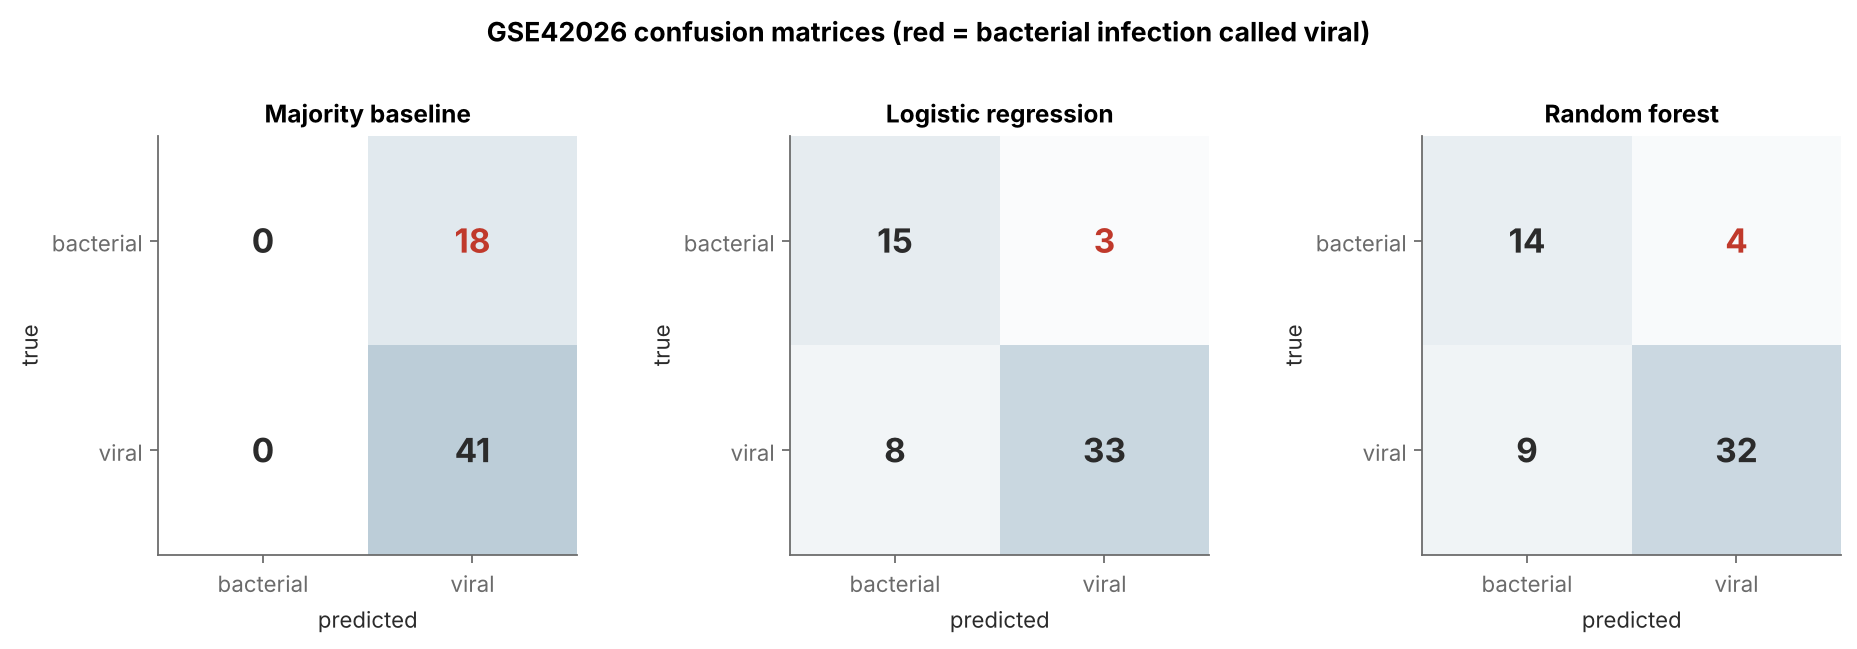 GSE42026 confusion matrices (red = bacterial infection called viral)
Majority baseline
bacterial
0
18
viral
0
41
true
bacterial
viral
predicted
Logistic regression
bacterial
15
3
viral
8
33
true
bacterial
viral
predicted
Random forest
bacterial
14
4
viral
9
32
true
bacterial
viral
predicted